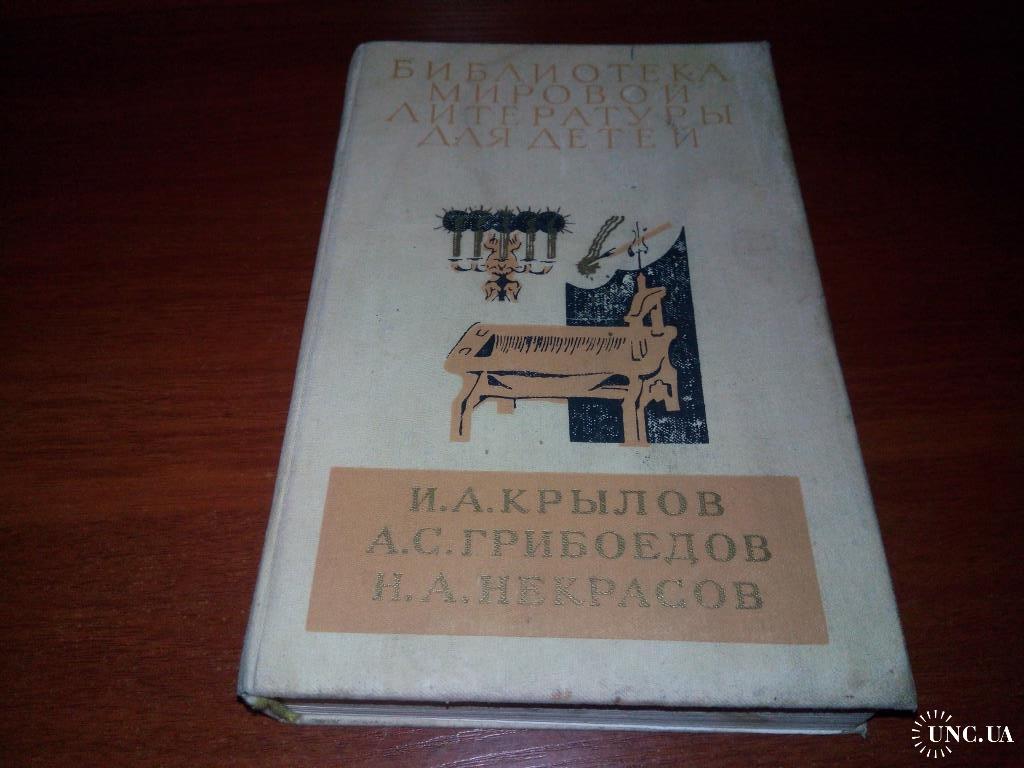 БИБЛИОТЕКА
МИРОВОЙ
ЛИТЕРАТУРЫ
ДЛЯ ДЕТЕЙ
И.А.КРЫЛОВ
А.С.ГРИБОЕДОВ
Н.А.НЕКРАСОВ
UNC.UA